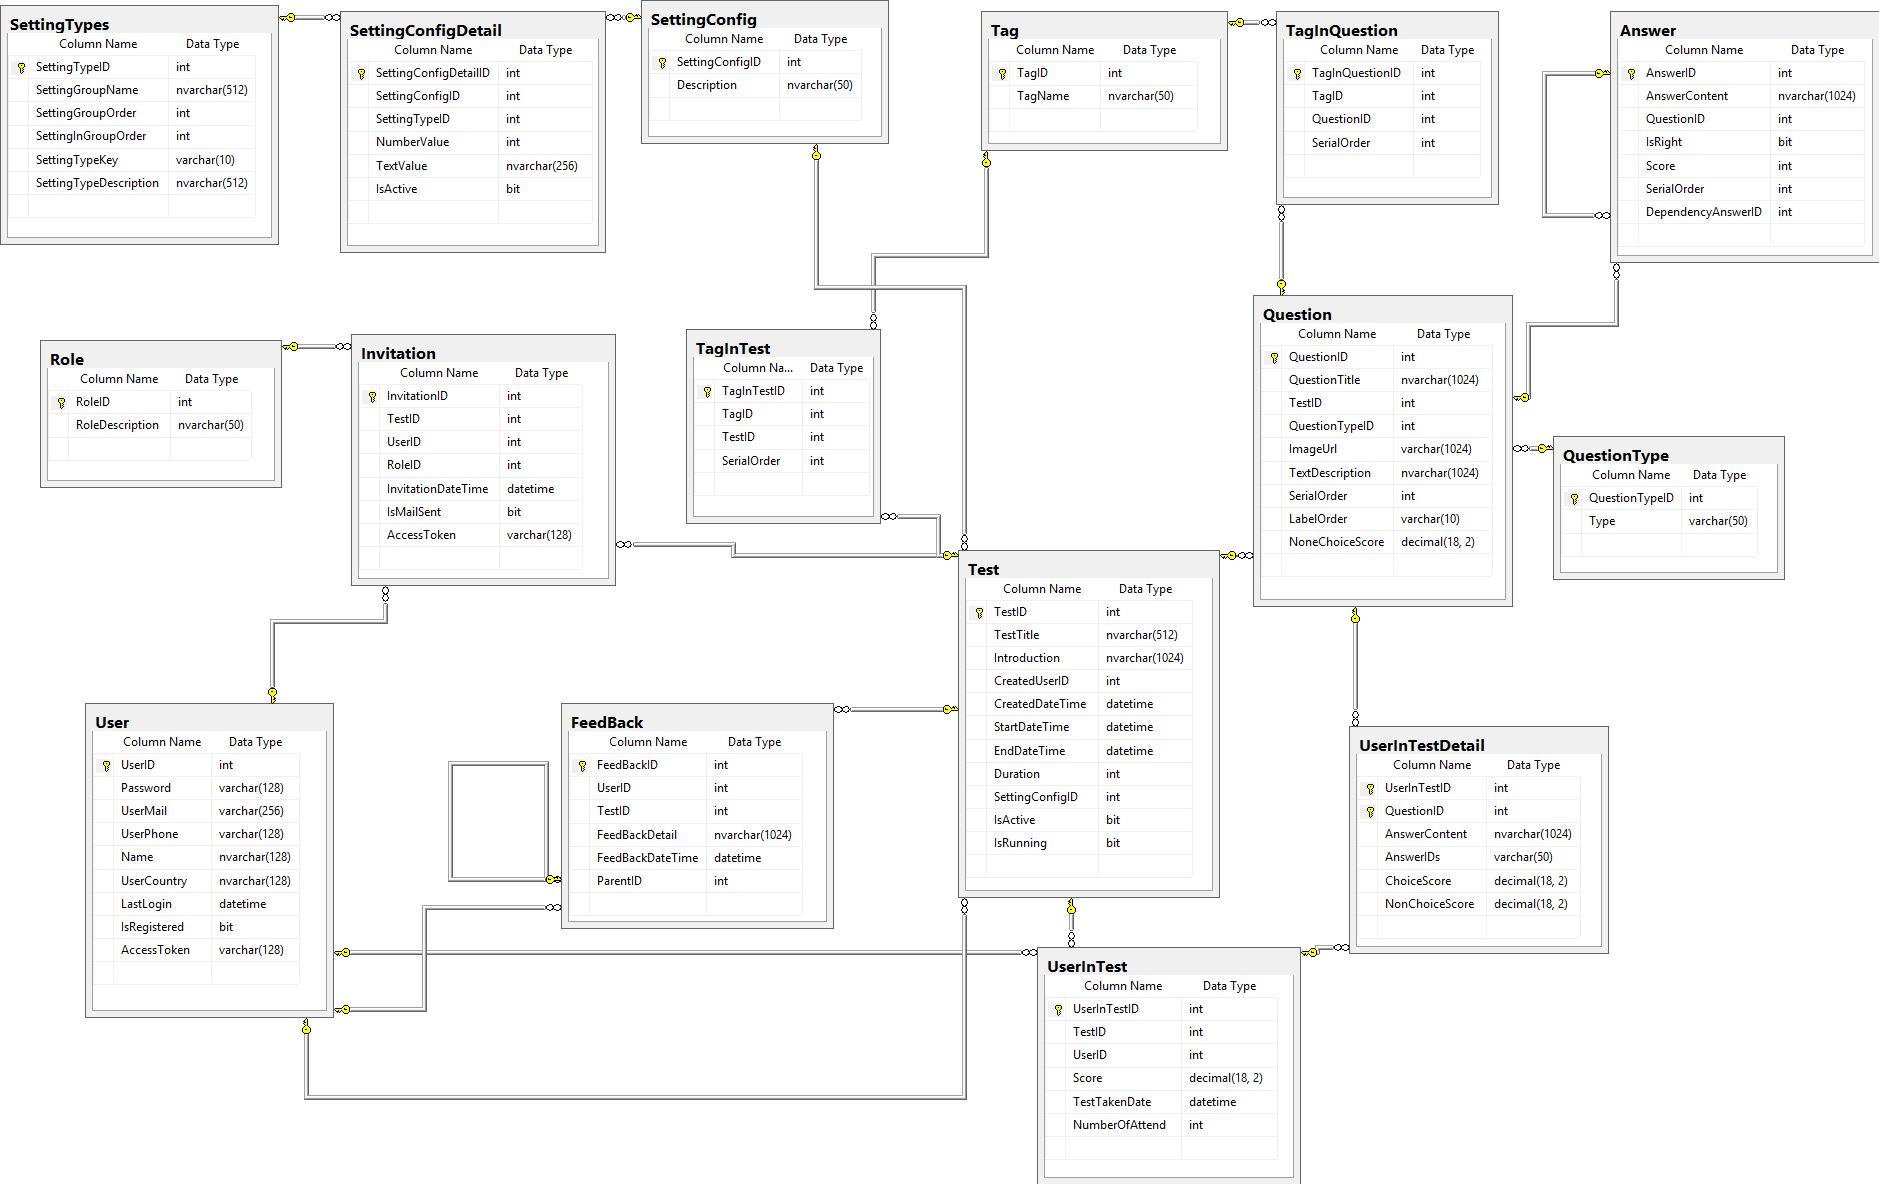 SettingTypes
Column Name Data Type
SettingTypeID int
SettingGroupName nvarchar(512)
SettingGroupOrder int
SettingInGroupOrder int
SettingTypeKey varchar(10)
SettingTypeDescription nvarchar(512)
SettingConfigDetail
Column Name Data Type
SettingConfigDetailID int
SettingConfigID int
SettingTypeID int
NumberValue int
TextValue nvarchar(256)
IsActive bit
SettingConfig
Column Name Data Type
SettingConfigID int
Description nvarchar(50)
Tag
Column Name Data Type
TagID int
TagName nvarchar(50)
TagInQuestion
Column Name Data Type
TagInQuestionID int
TagID int
QuestionID int
SerialOrder int
Answer
Column Name Data Type
AnswerID int
AnswerContent nvarchar(1024)
QuestionID int
IsRight bit
Score int
SerialOrder int
DependencyAnswerID int
Role
Column Name Data Type
RoleID int
RoleDescription nvarchar(50)
Invitation
Column Name Data Type
InvitationID int
TestID int
UserID int
RoleID int
InvitationDateTime datetime
IsMailSent bit
AccessToken varchar(128)
TagInTest
Column Na... Data Type
TagInTestID int
TagID int
TestID int
SerialOrder int
Question
Column Name Data Type
QuestionID int
QuestionTitle nvarchar(1024)
TestID int
QuestionTypeID int
ImageUrl varchar(1024)
TextDescription nvarchar(1024)
SerialOrder int
LabelOrder varchar(10)
NoneChoiceScore decimal(18, 2)
QuestionType
Column Name Data Type
QuestionTypeID int
Type varchar(50)
Test
Column Name Data Type
TestID int
TestTitle nvarchar(512)
Introduction nvarchar(1024)
CreatedUserID int
CreatedDateTime datetime
StartDateTime datetime
EndDateTime datetime
Duration int
SettingConfigID int
IsActive bit
IsRunning bit
User
Column Name Data Type
UserID int
Password varchar(128)
UserMail varchar(256)
UserPhone varchar(128)
Name nvarchar(128)
UserCountry nvarchar(128)
LastLogin datetime
IsRegistered bit
AccessToken varchar(128)
FeedBack
Column Name Data Type
FeedBackID int
UserID int
TestID int
FeedBackDetail nvarchar(1024)
FeedBackDateTime datetime
ParentID int
UserInTestDetail
Column Name Data Type
UserInTestID int
QuestionID int
AnswerContent nvarchar(1024)
AnswerIDs varchar(50)
ChoiceScore decimal(18, 2)
NonChoiceScore decimal(18, 2)
UserInTest
Column Name Data Type
UserInTestID int
TestID int
UserID int
Score decimal(18, 2)
TestTakenDate datetime
NumberOfAttend int